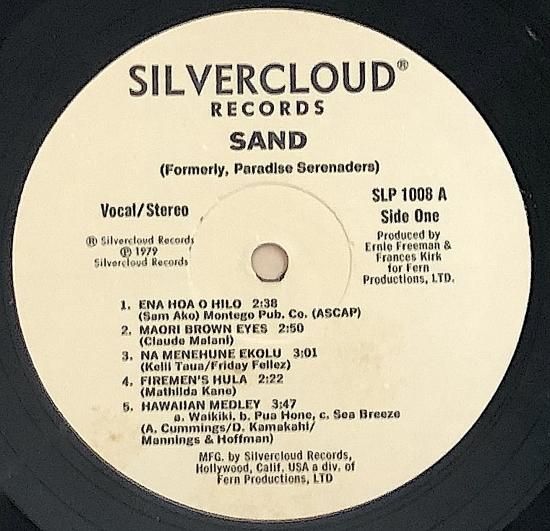 SILVERCLOUD®
RECORDS
SAND
(Formerly, Paradise Serenaders)
Vocal/Stereo
® Silvercloud Records
℗ 1979
Silvercloud Records
SLP 1008 A
Side One
Produced by
Ernie Freeman &
Frances Kirk
for Fern
Productions, LTD.
1. ENA HOA O HILO 2:38
(Sam Ako) Montego Pub. Co. (ASCAP)
2. MAORI BROWN EYES 2:50
(Claude Malani)
3. NA MENEHUNE EKOLU 3:01
(Kelii Taua/Friday Fellez)
4. FIREMEN'S HULA 2:22
(Mathilda Kane)
5. HAWAIIAN MEDLEY 3:47
a. Waikiki, b. Pua Hone, c. Sea Breeze
(A. Cummings/D. Kamakahi/
Mannings & Hoffman)
MFG. by Silvercloud Records,
Hollywood, Calif, USA a div. of
Fern Productions, LTD